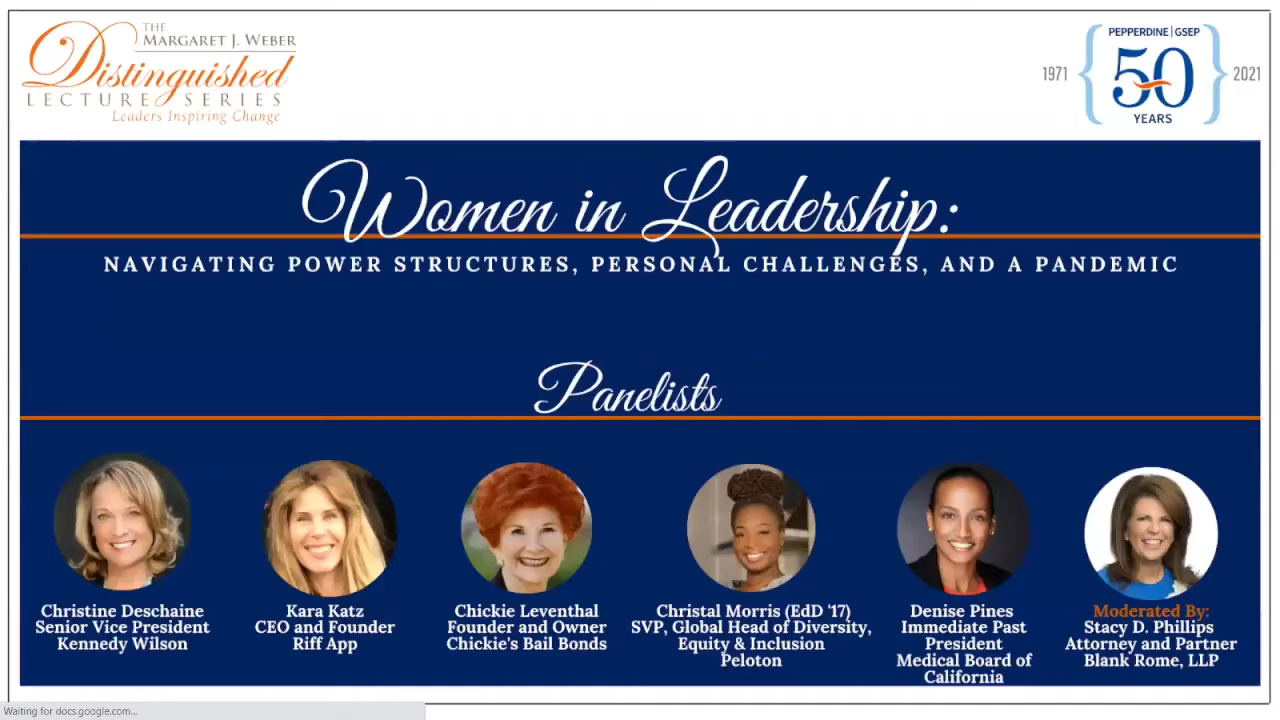 THE
MARGARET J. WEBER
Distinguished
LECTURE SERIES
Leaders Inspiring Change
PEPPERDINE | GSEP
1971
50
2021
YEARS
Women in Leadership:
NAVIGATING POWER STRUCTURES, PERSONAL CHALLENGES, AND A PANDEMIC
Panelists
Christine Deschaine
Senior Vice President
Kennedy Wilson
Kara Katz
CEO and Founder
Riff App
Chickie Leventhal
Founder and Owner
Chickie's Bail Bonds
Christal Morris (EdD '17)
SVP, Global Head of Diversity,
Equity & Inclusion
Peloton
Denise Pines
Immediate Past
President
Medical Board of
California
Moderated By:
Stacy D. Phillips
Attorney and Partner
Blank Rome, LLP
Waiting for docs.google.com...